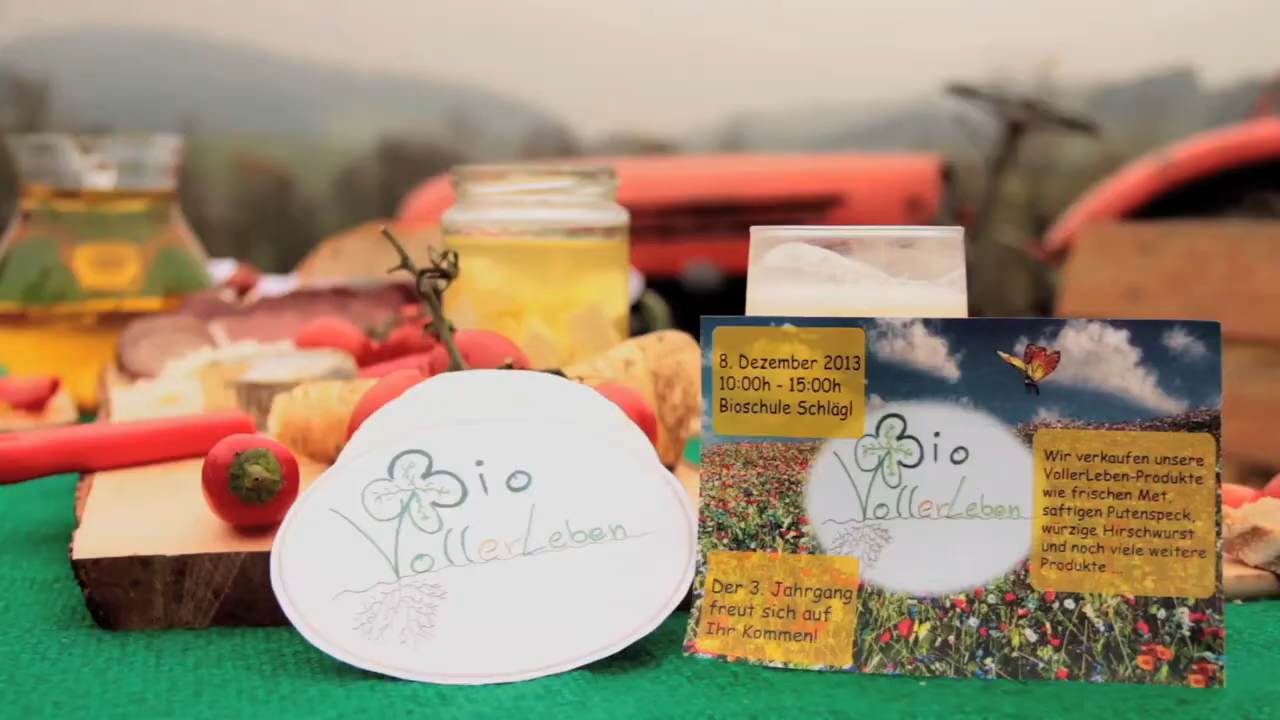 Bio
VollerLeben
8. Dezember 2013
10:00h - 15:00h
Bioschule Schlägl
Bio
VollerLeben
Wir verkaufen unsere
VollerLeben-Produkte
wie frischen Met,
saftigen Putenspeck,
würzige Hirschwurst
und noch viele weitere
Produkte ...
Der 3. Jahrgang
freut sich auf
Ihr Kommen!